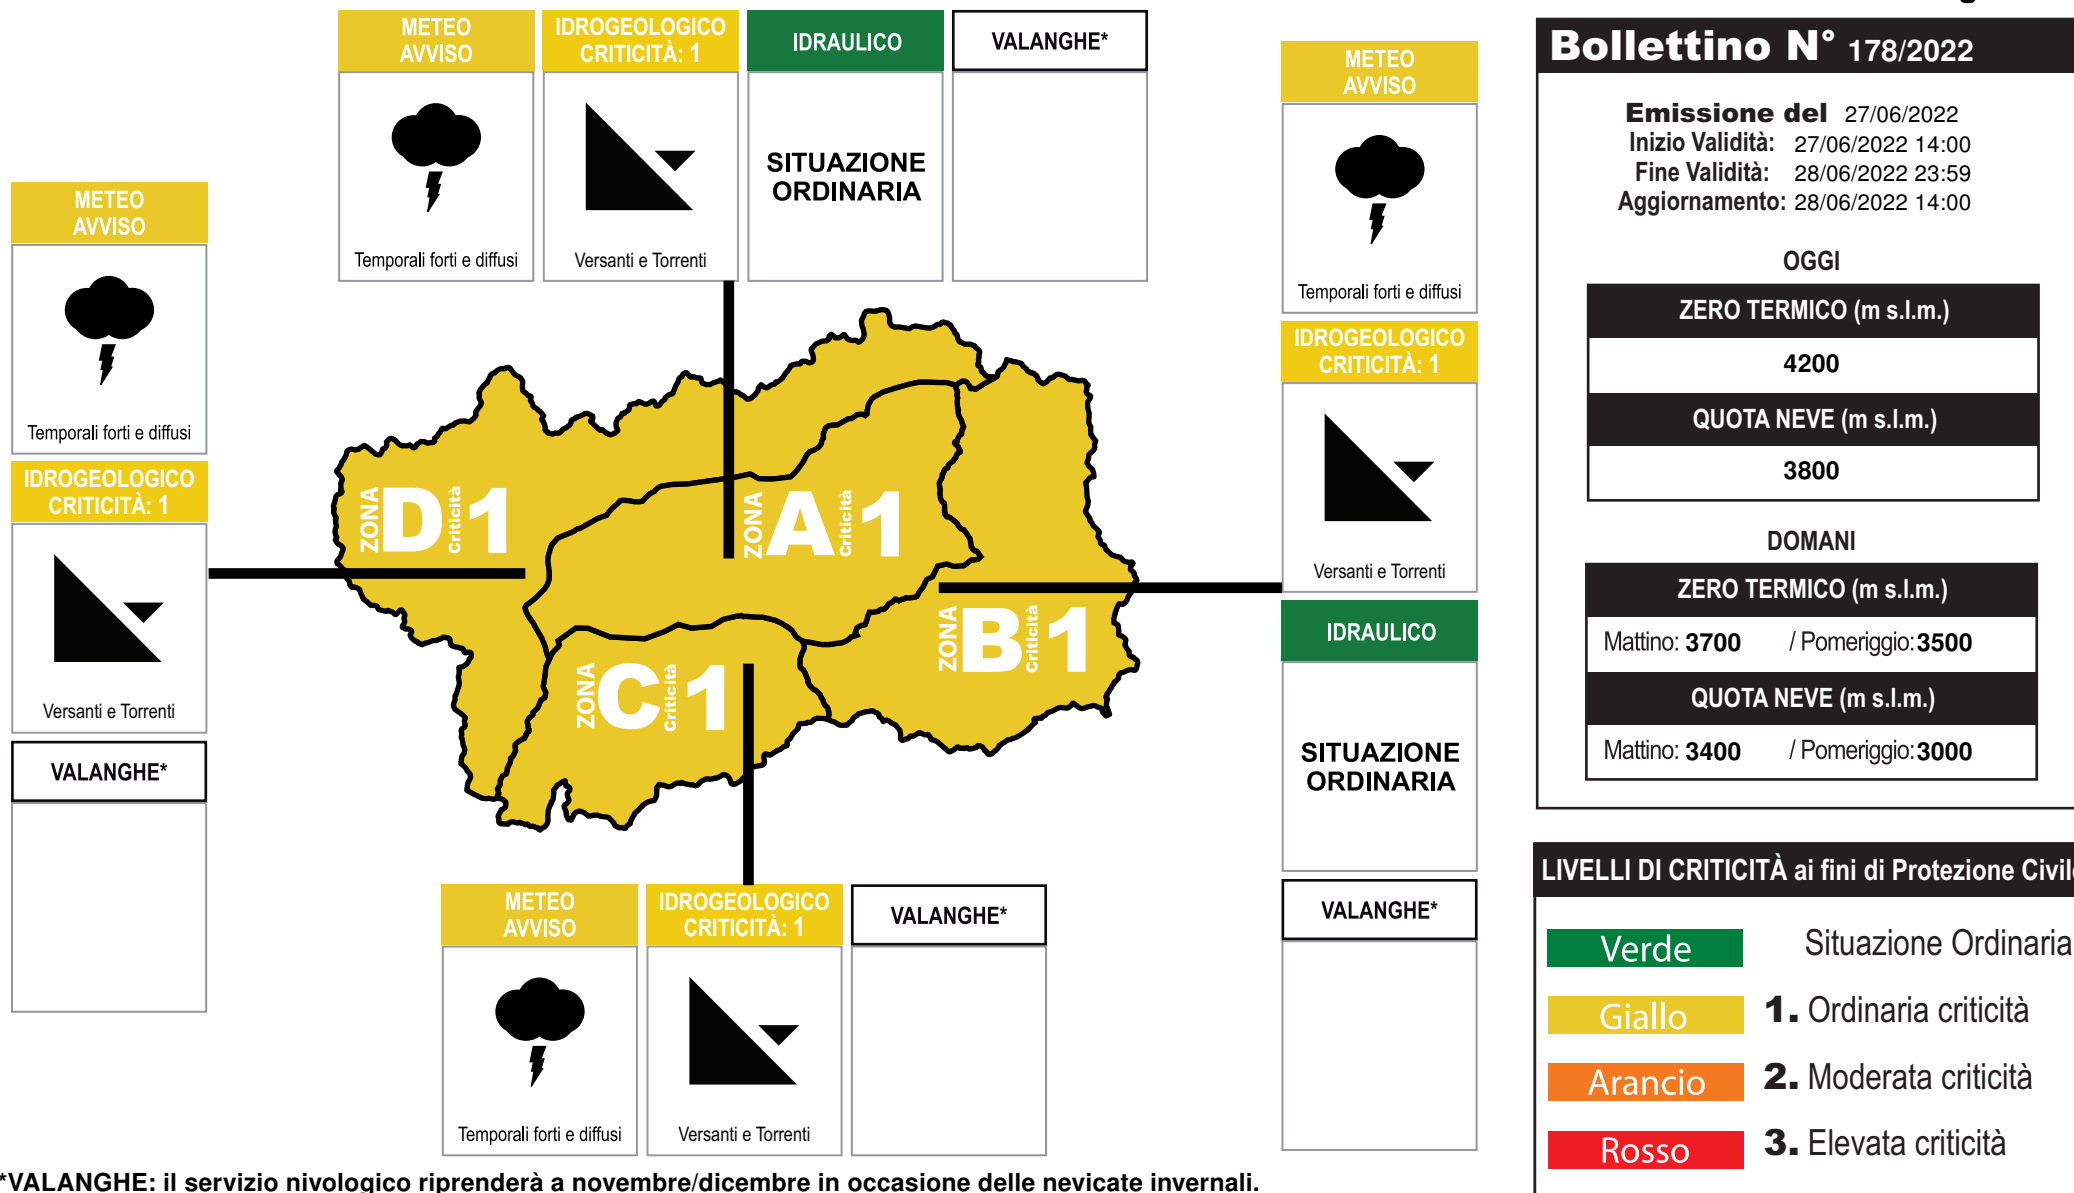 METEO
AVVISO
Temporali forti e diffusi
IDROGEOLOGICO
CRITICITÀ: 1
Versanti e Torrenti
IDRAULICO
SITUAZIONE
ORDINARIA
VALANGHE*
METEO
AVVISO
Temporali forti e diffusi
IDROGEOLOGICO
CRITICITÀ: 1
Versanti e Torrenti
VALANGHE*
ZONA D Criticità 1
ZONA A Criticità 1
ZONA B Criticità 1
ZONA C Criticità 1
METEO
AVVISO
Temporali forti e diffusi
IDROGEOLOGICO
CRITICITÀ: 1
Versanti e Torrenti
IDRAULICO
SITUAZIONE
ORDINARIA
VALANGHE*
METEO
AVVISO
Temporali forti e diffusi
IDROGEOLOGICO
CRITICITÀ: 1
Versanti e Torrenti
VALANGHE*
*VALANGHE: il servizio nivologico riprenderà a novembre/dicembre in occasione delle nevicate invernali.
Bollettino N° 178/2022
Emissione del 27/06/2022
Inizio Validità: 27/06/2022 14:00
Fine Validità: 28/06/2022 23:59
Aggiornamento: 28/06/2022 14:00
OGGI
ZERO TERMICO (m s.l.m.)
4200
QUOTA NEVE (m s.l.m.)
3800
DOMANI
ZERO TERMICO (m s.l.m.)
Mattino: 3700 / Pomeriggio: 3500
QUOTA NEVE (m s.l.m.)
Mattino: 3400 / Pomeriggio: 3000
LIVELLI DI CRITICITÀ ai fini di Protezione Civile
Verde Situazione Ordinaria
Giallo 1. Ordinaria criticità
Arancio 2. Moderata criticità
Rosso 3. Elevata criticità